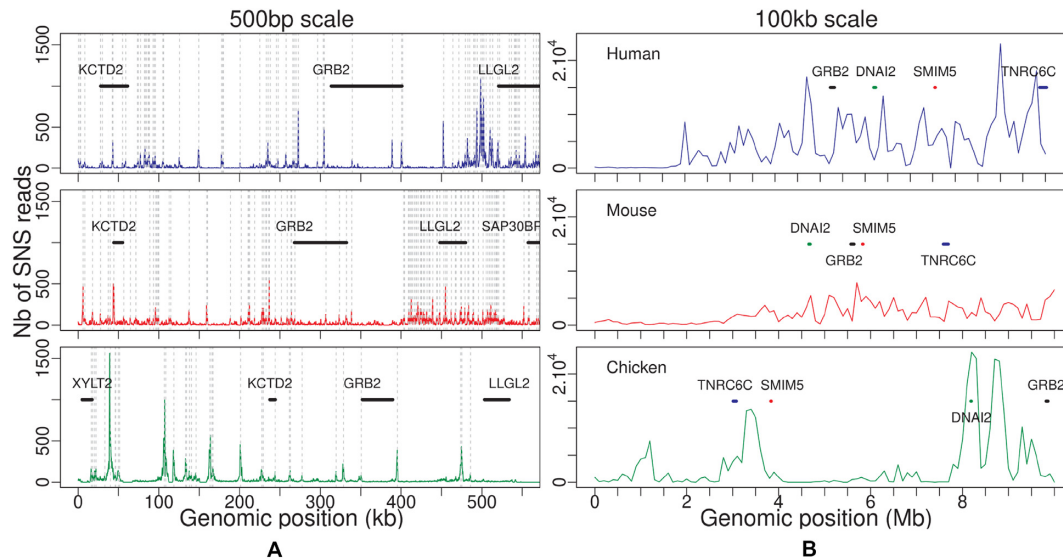 500bp scale
100kb scale
Nb of SNS reads
1500
500
0
KCTD2
GRB2
LLGL2
1500
500
0
KCTD2
GRB2
LLGL2
SAP30BP
1500
500
0
XYLT2
KCTD2
GRB2
LLGL2
0 100 200 300 400 500
Genomic position (kb)
A
2.10⁴
0
Human
GRB2 DNAI2 SMIM5 TNRC6C
2.10⁴
0
Mouse
DNAI2 SMIM5
GRB2 TNRC6C
2.10⁴
0
Chicken
TNRC6C SMIM5 GRB2
DNAI2
0 2 4 6 8 10
Genomic position (Mb)
B